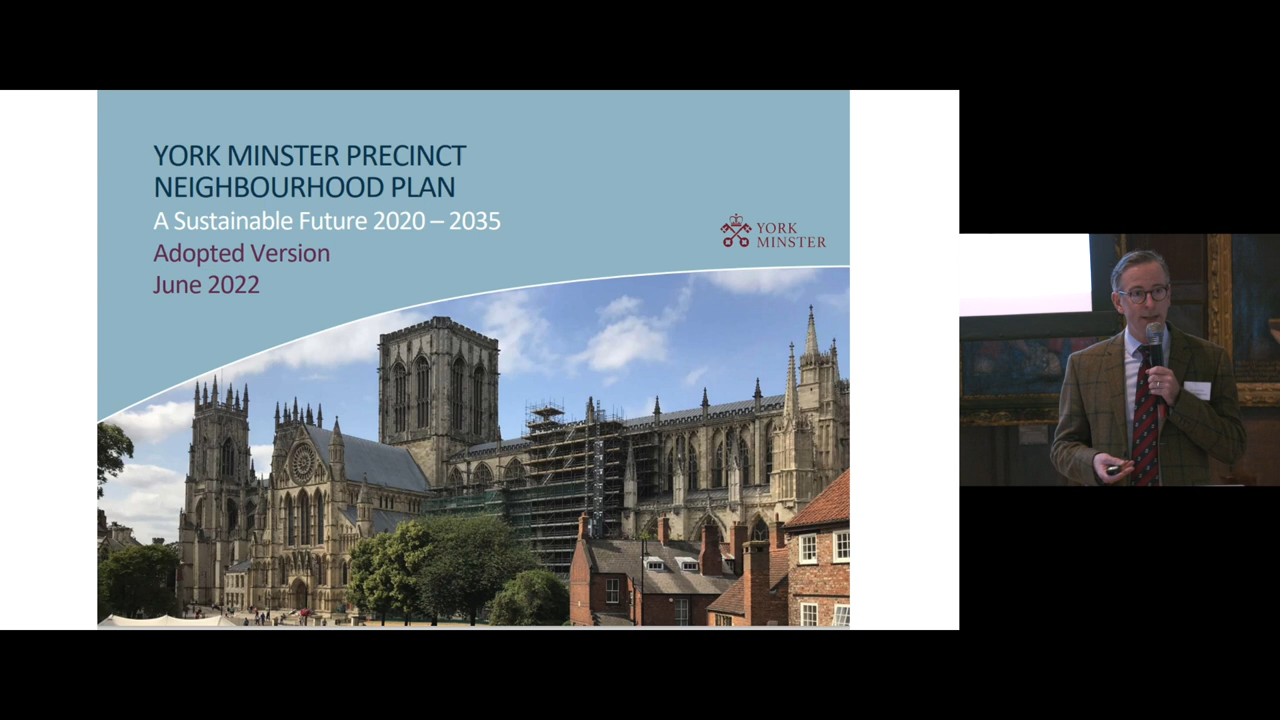 YORK MINSTER PRECINCT
NEIGHBOURHOOD PLAN
A Sustainable Future 2020 – 2035
Adopted Version
June 2022
YORK
MINSTER